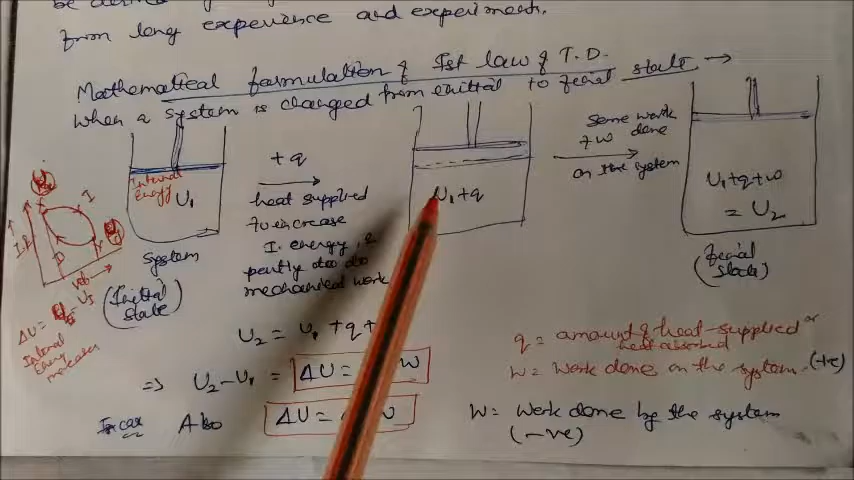 be
from long experience and experiment.
Mathematical formulation of Ist law of T.D.
When a system is changed from initial to final state →
+q
heat supplied
to increase
I. energy, &
partly to do
mechanical work
Internal
energy
U1
System
(Initial
state)
U1+q
Some work
+w done
on the system
U1+q+w
= U2
(Final
state)
ΔU =
Internal
Energy
U2 = U1 +q+
⇒ U2-U1 = ΔU = W
Also ΔU = W
q = amount of heat supplied or
heat absorbed
W = Work done on the system (+ve)
W = Work done by the system
(-ve)